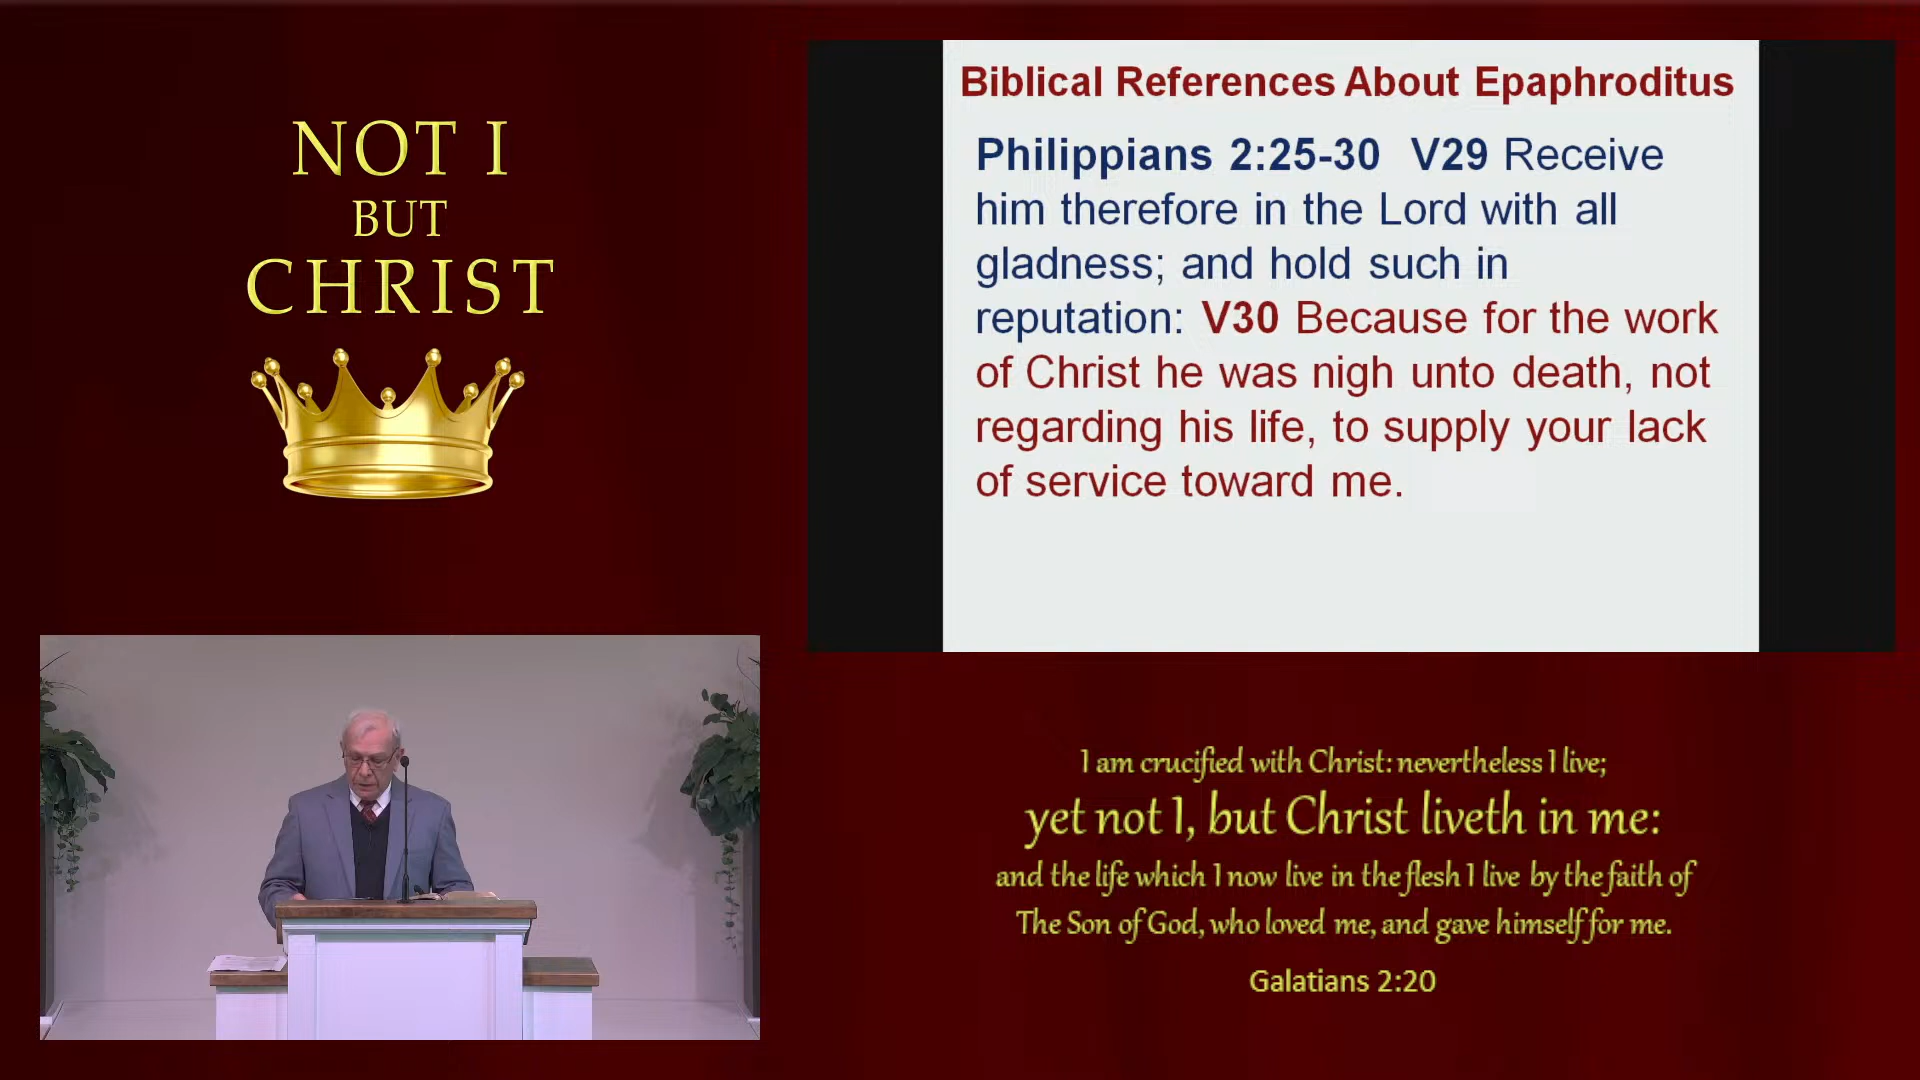 NOT I
BUT
CHRIST
Biblical References About Epaphroditus
Philippians 2:25-30 V29 Receive
him therefore in the Lord with all
gladness; and hold such in
reputation: V30 Because for the work
of Christ he was nigh unto death, not
regarding his life, to supply your lack
of service toward me.
I am crucified with Christ: nevertheless I live;
yet not I, but Christ liveth in me:
and the life which I now live in the flesh I live by the faith of
The Son of God, who loved me, and gave himself for me.
Galatians 2:20